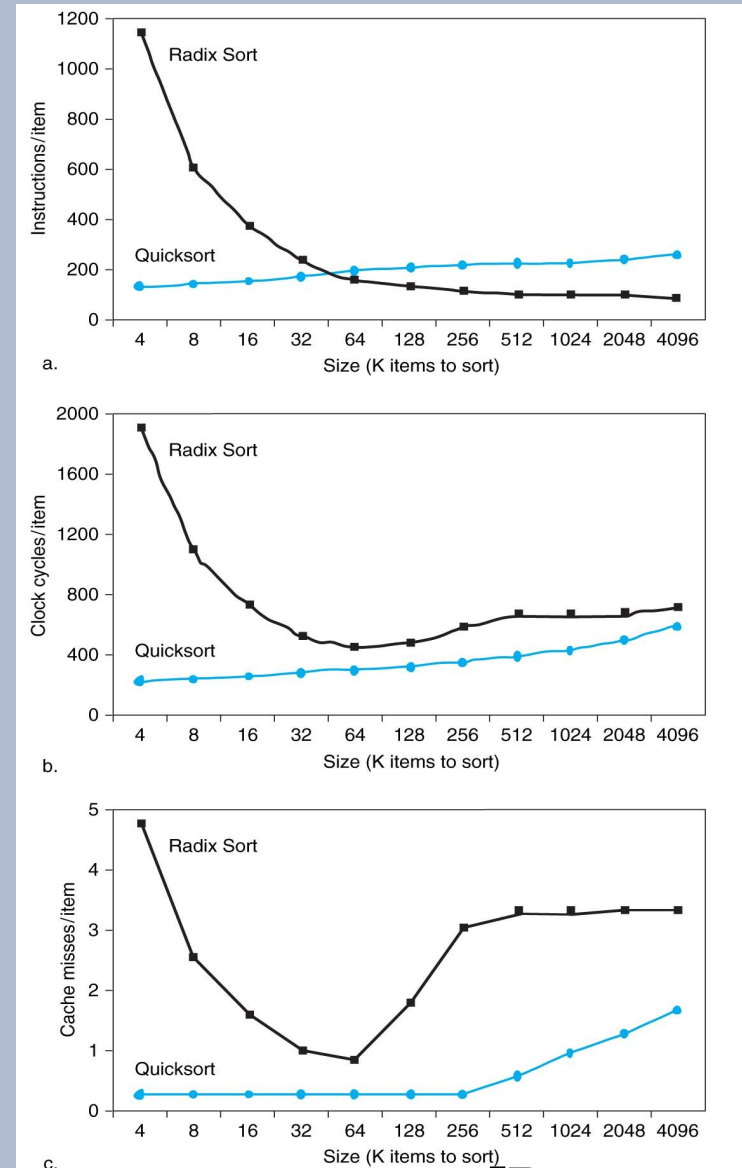 1200
Radix Sort
1000
800
600
400
Quicksort
200
0
Instructions/item
4 8 16 32 64 128 256 512 1024 2048 4096
a.
Size (K items to sort)
2000
Radix Sort
1600
1200
800
Quicksort
400
0
Clock cycles/item
4 8 16 32 64 128 256 512 1024 2048 4096
b.
Size (K items to sort)
5
Radix Sort
4
3
2
1
Quicksort
0
Cache misses/item
4 8 16 32 64 128 256 512 1024 2048 4096
c.
Size (K items to sort)